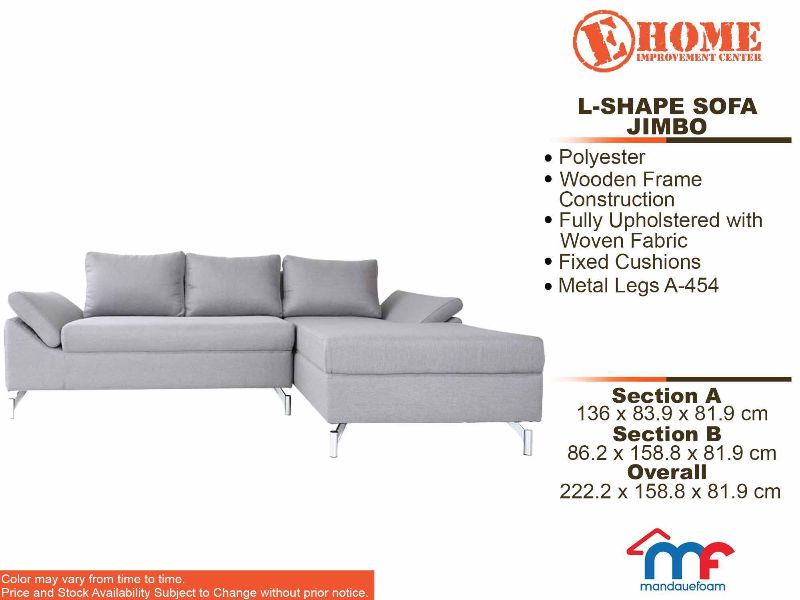 E HOME
IMPROVEMENT CENTER
L-SHAPE SOFA
JIMBO
• Polyester
• Wooden Frame
Construction
• Fully Upholstered with
Woven Fabric
• Fixed Cushions
• Metal Legs A-454
Section A
136 x 83.9 x 81.9 cm
Section B
86.2 x 158.8 x 81.9 cm
Overall
222.2 x 158.8 x 81.9 cm
mf
mandauefoam
Color may vary from time to time.
Price and Stock Availability Subject to Change without prior notice.